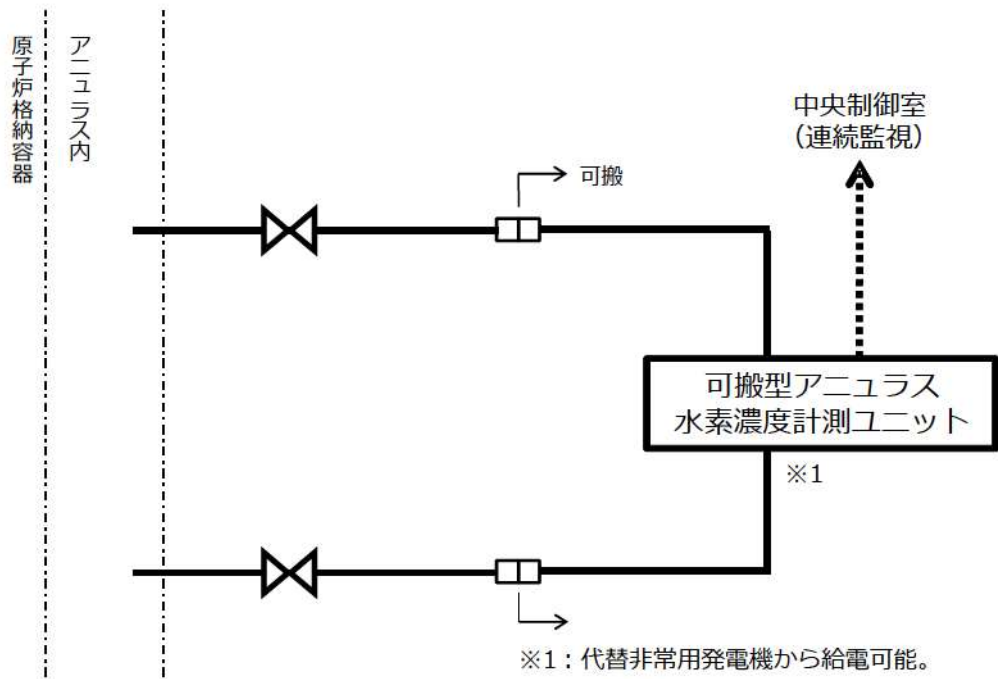 原子炉格納容器
アニュラス内
中央制御室
（連続監視）
可搬
可搬型アニュラス
水素濃度計測ユニット
※1
※1：代替非常用発電機から給電可能。